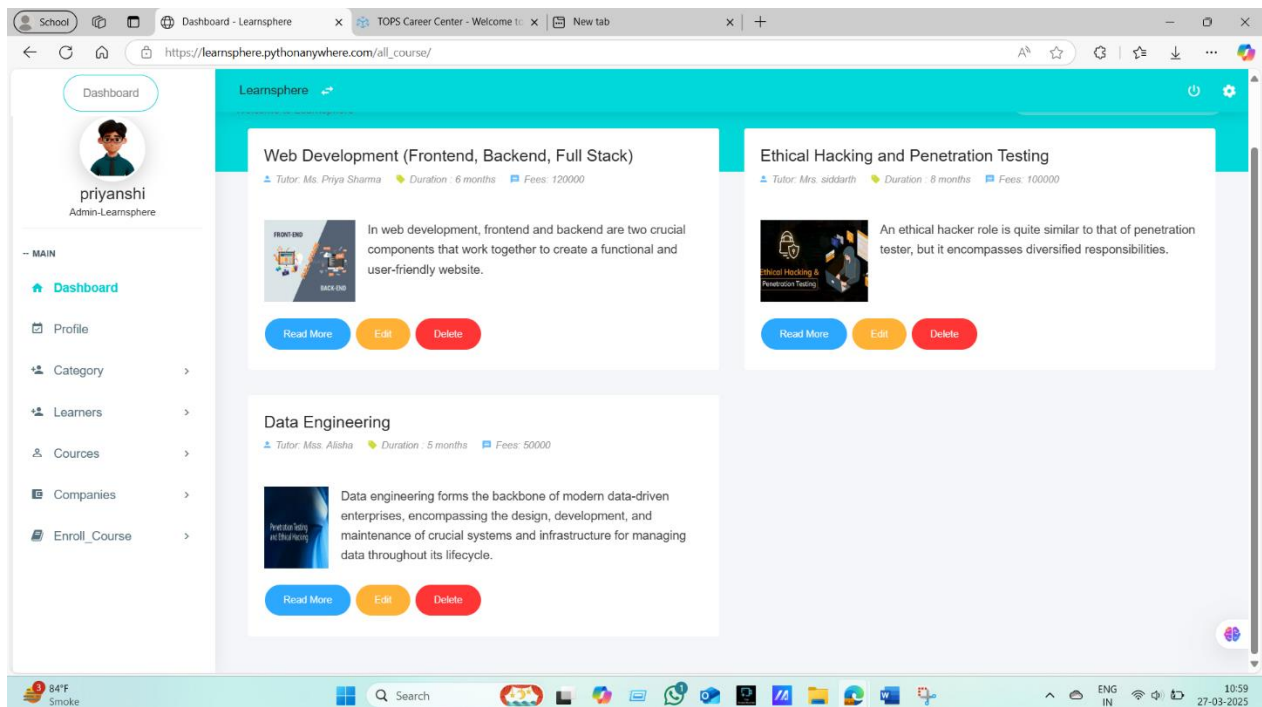 School
Dashboard - Learnsphere
TOPS Career Center - Welcome to
New tab
https://learnsphere.pythonanywhere.com/all_course/
Dashboard
Learnsphere
priyanshi
Admin-Learnsphere
-- MAIN
Dashboard
Profile
Category
Learners
Cources
Companies
Enroll_Course
Web Development (Frontend, Backend, Full Stack)
Tutor: Ms. Priya Sharma Duration : 6 months Fees: 120000
FRONT-END
BACK-END
In web development, frontend and backend are two crucial
components that work together to create a functional and
user-friendly website.
Read More Edit Delete
Ethical Hacking and Penetration Testing
Tutor: Mrs. siddarth Duration : 8 months Fees: 100000
Ethical Hacking &
Penetration Testing
An ethical hacker role is quite similar to that of penetration
tester, but it encompasses diversified responsibilities.
Read More Edit Delete
Data Engineering
Tutor: Mss. Alisha Duration : 5 months Fees: 50000
Penetration Testing
and Ethical Hacking
Data engineering forms the backbone of modern data-driven
enterprises, encompassing the design, development, and
maintenance of crucial systems and infrastructure for managing
data throughout its lifecycle.
Read More Edit Delete
3
84°F
Smoke
Search
ENG
IN
10:59
27-03-2025